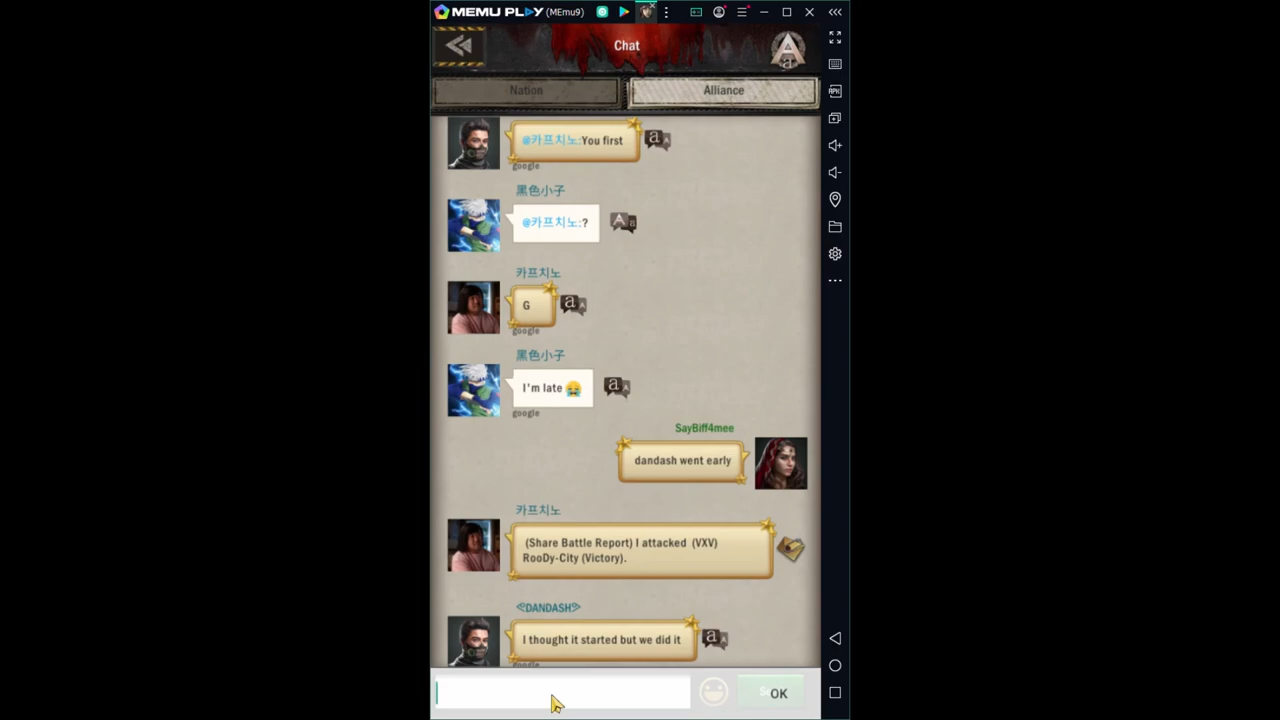 MEMU PLAY (MEmu9)
Chat
Nation
Alliance
@카프치노:You first
google
黑色小子
@카프치노:?
카프치노
G
google
黑色小子
I'm late 😭
google
SayBiff4mee
dandash went early
카프치노
(Share Battle Report) I attacked (VXV)
RooDy-City (Victory).
DANDASH
I thought it started but we did it
google
OK